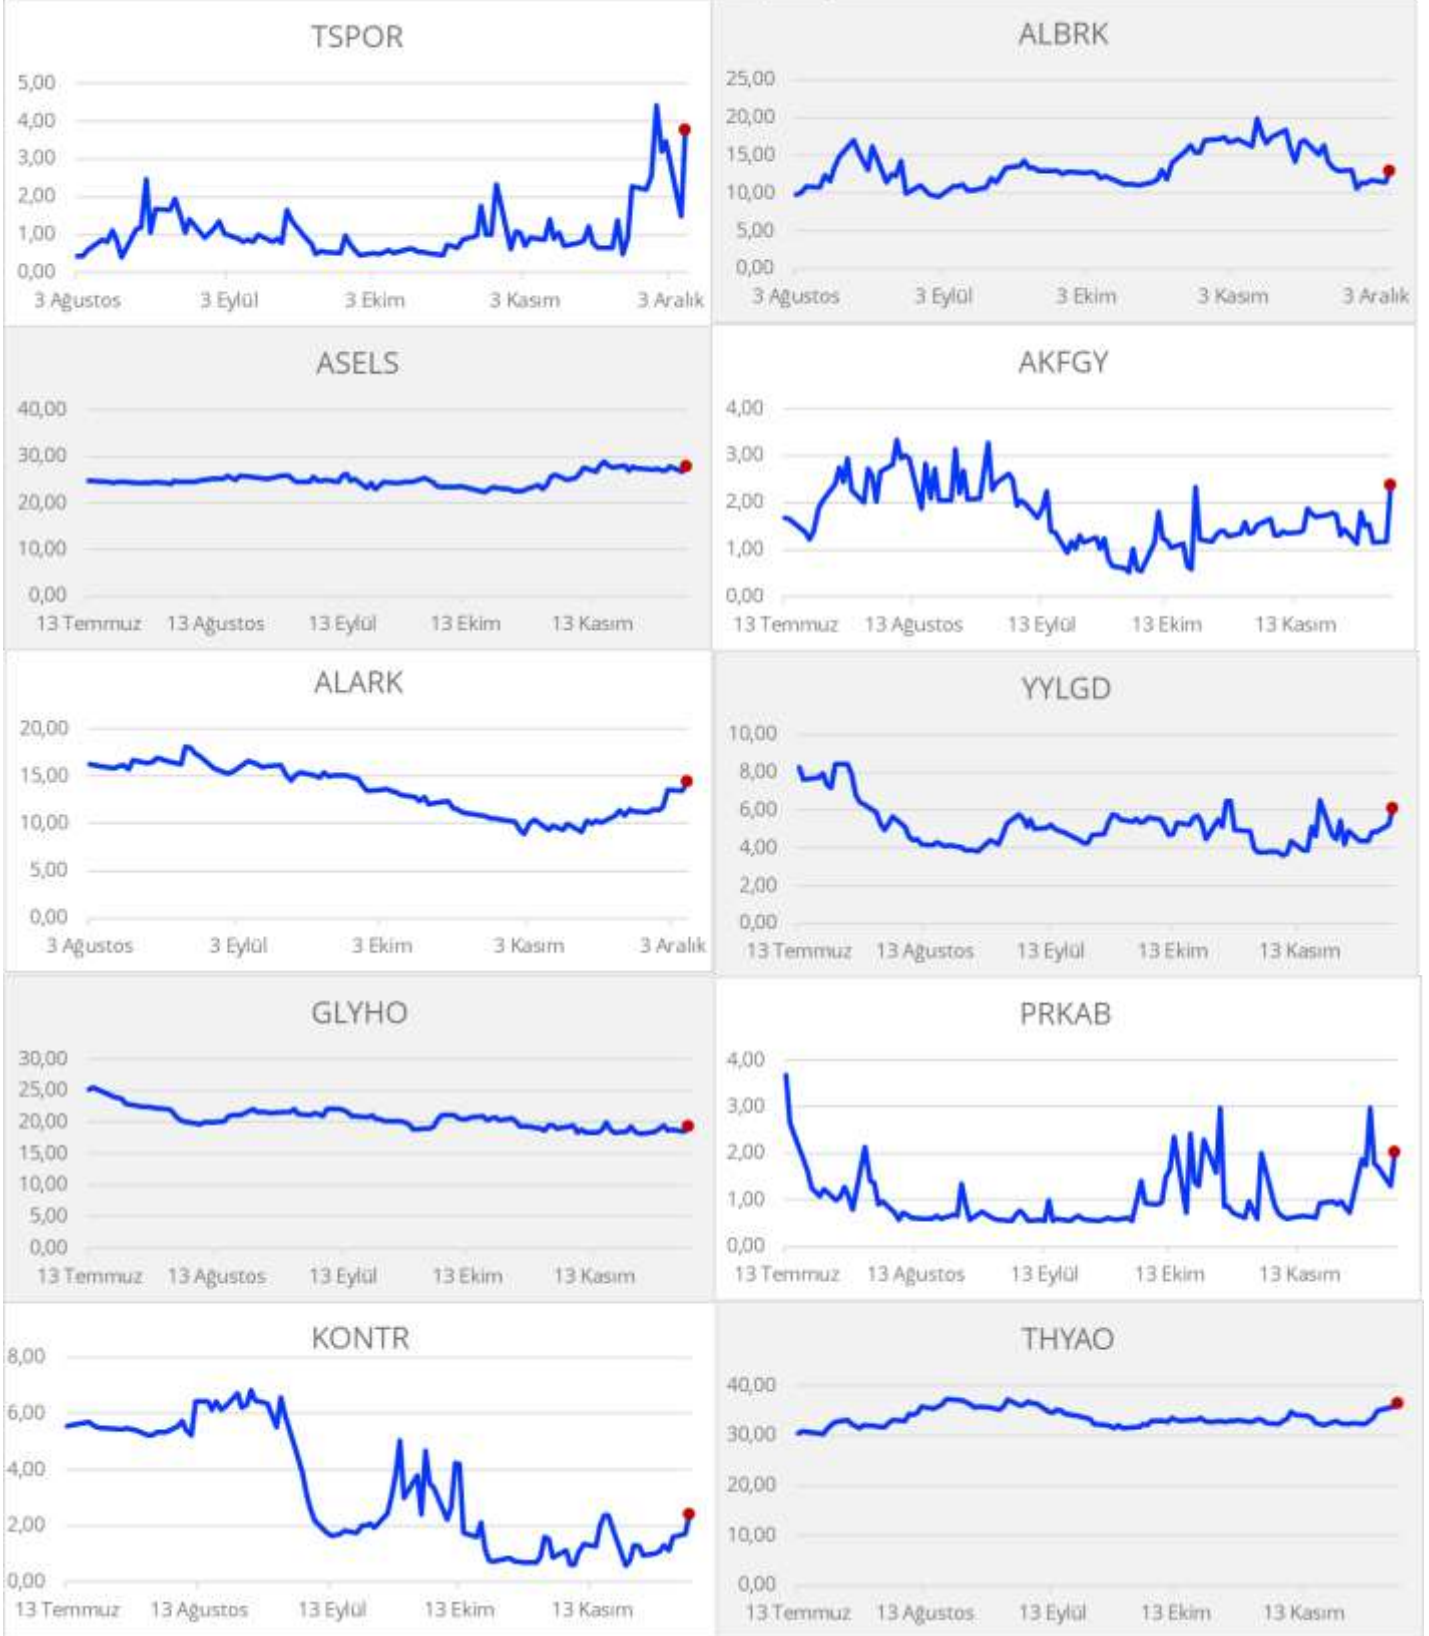 TSPOR
5,00
4,00
3,00
2,00
1,00
0,00
3 Ağustos 3 Eylül 3 Ekim 3 Kasım 3 Aralık
ALBRK
25,00
20,00
15,00
10,00
5,00
0,00
3 Ağustos 3 Eylül 3 Ekim 3 Kasım 3 Aralık
ASELS
40,00
30,00
20,00
10,00
0,00
13 Temmuz 13 Ağustos 13 Eylül 13 Ekim 13 Kasım
AKFGY
4,00
3,00
2,00
1,00
0,00
13 Temmuz 13 Ağustos 13 Eylül 13 Ekim 13 Kasım
ALARK
20,00
15,00
10,00
5,00
0,00
3 Ağustos 3 Eylül 3 Ekim 3 Kasım 3 Aralık
YYLGD
10,00
8,00
6,00
4,00
2,00
0,00
13 Temmuz 13 Ağustos 13 Eylül 13 Ekim 13 Kasım
GLYHO
30,00
25,00
20,00
15,00
10,00
5,00
0,00
13 Temmuz 13 Ağustos 13 Eylül 13 Ekim 13 Kasım
PRKAB
4,00
3,00
2,00
1,00
0,00
13 Temmuz 13 Ağustos 13 Eylül 13 Ekim 13 Kasım
KONTR
8,00
6,00
4,00
2,00
0,00
13 Temmuz 13 Ağustos 13 Eylül 13 Ekim 13 Kasım
THYAO
40,00
30,00
20,00
10,00
0,00
13 Temmuz 13 Ağustos 13 Eylül 13 Ekim 13 Kasım